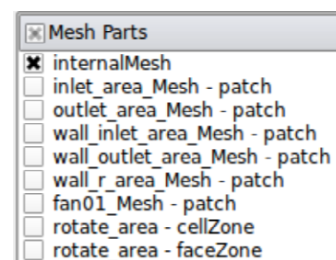 Mesh Parts
internalMesh
inlet_area_Mesh - patch
outlet_area_Mesh - patch
wall_inlet_area_Mesh - patch
wall_outlet_area_Mesh - patch
wall_r_area_Mesh - patch
fan01_Mesh - patch
rotate_area - cellZone
rotate_area - faceZone